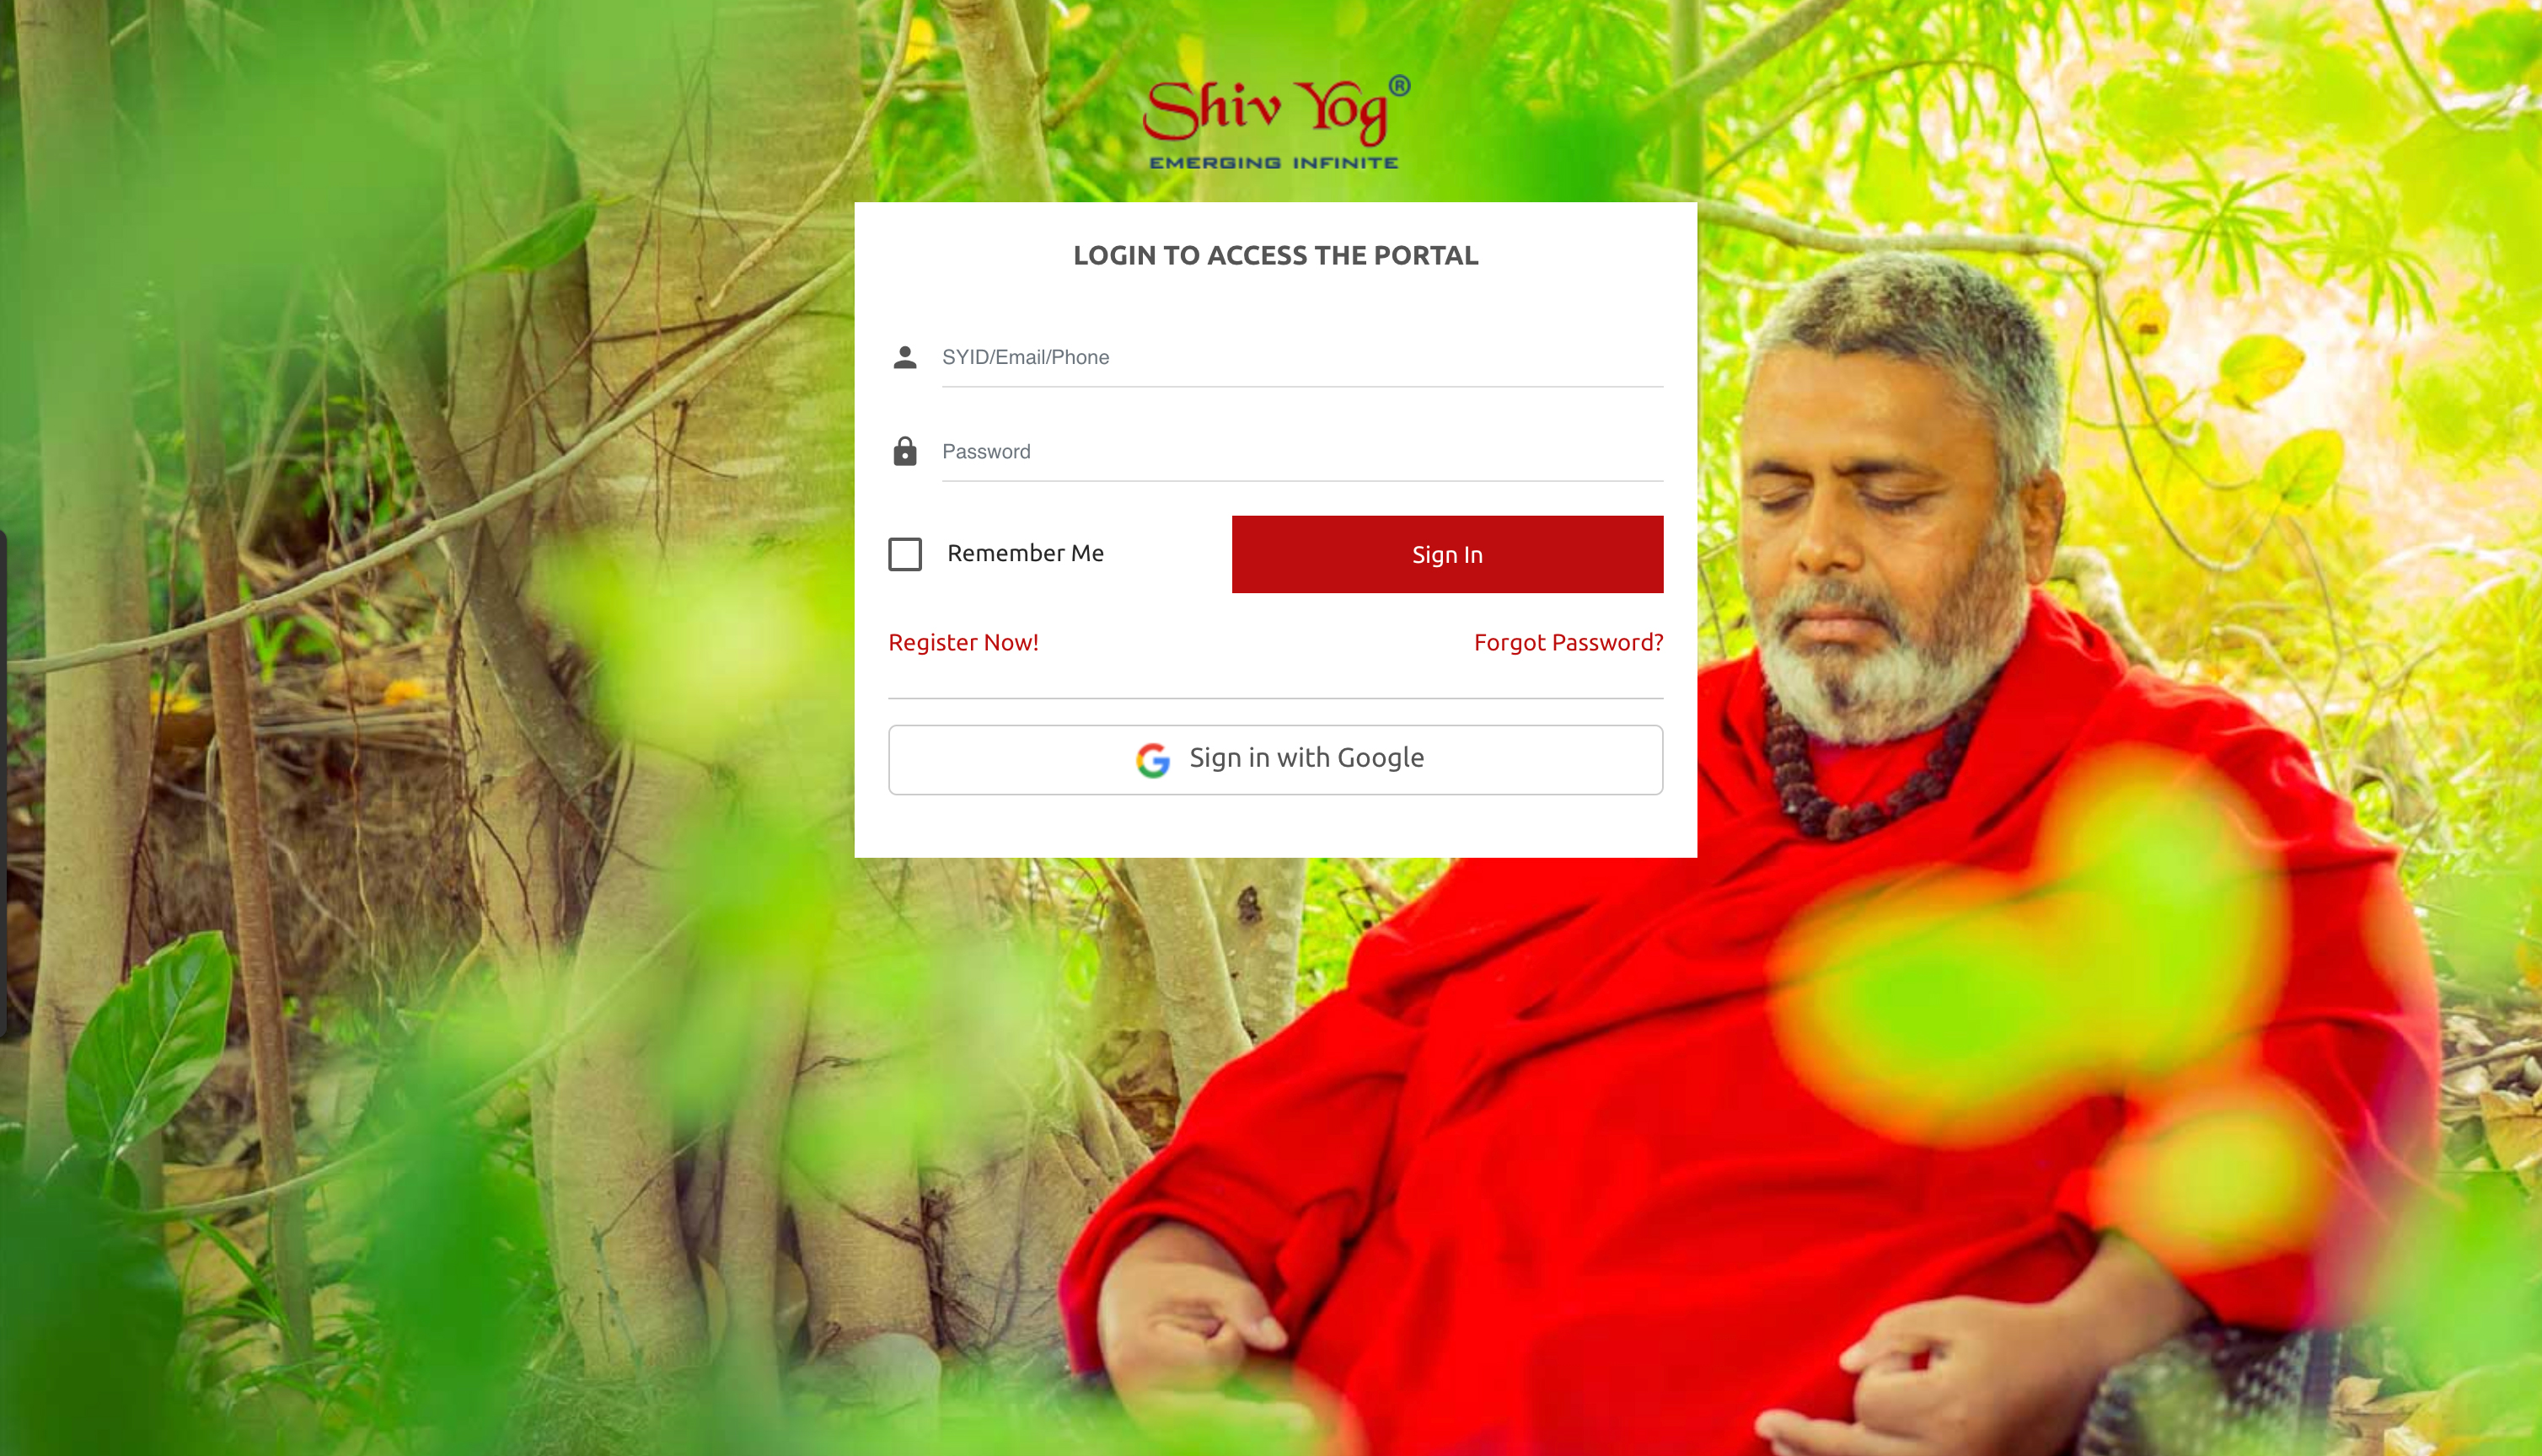 Shiv Yog®
EMERGING INFINITE
LOGIN TO ACCESS THE PORTAL
SYID/Email/Phone
Password
Remember Me
Sign In
Register Now!
Forgot Password?
Sign in with Google